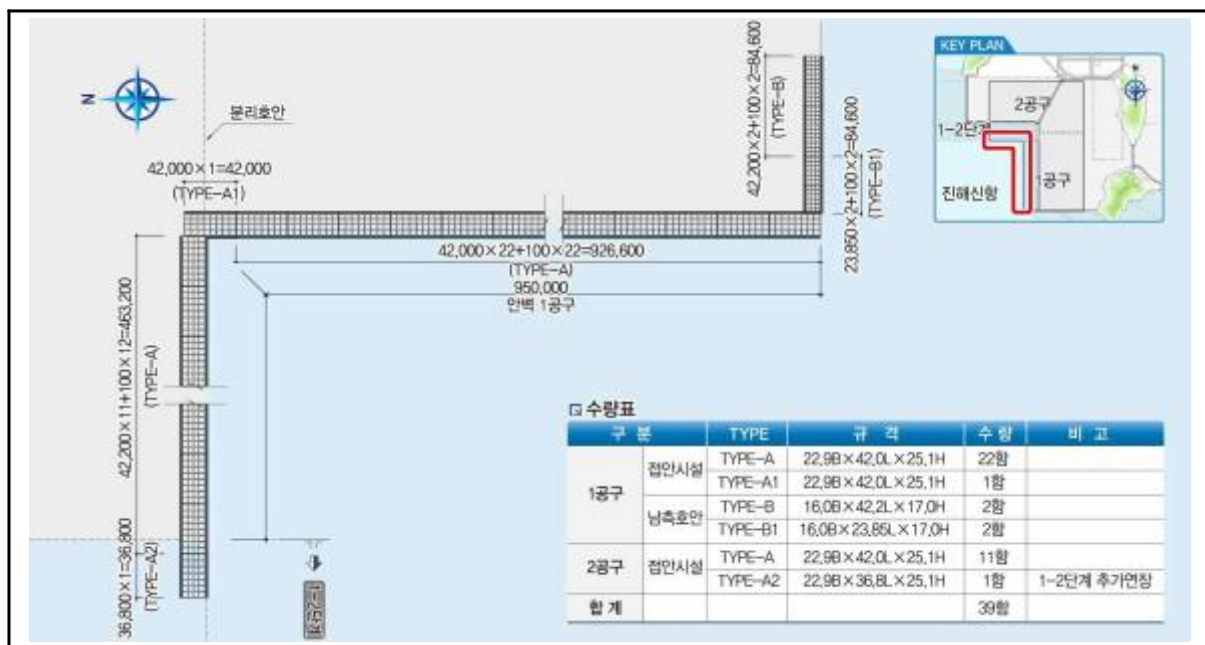 N
분리호안
42,000×1=42,000
(TYPE-A1)
42,200×2+100×2=84,600
(TYPE-B)
23,850×2+100×2=84,600
(TYPE-B1)
42,000×22+100×22=926,600
(TYPE-A)
950,000
안벽 1공구
42,200×11+100×12=463,200
(TYPE-A)
36,800×1=36,800
(TYPE-A2)
1-2단계
KEY PLAN
2공구
1-2단계
1공구
진해신항
수량표
구 분 TYPE 규 격 수 량 비 고
1공구 접안시설 TYPE-A 22.9B×42.0L×25.1H 22함
TYPE-A1 22.9B×42.0L×25.1H 1함
남측호안 TYPE-B 16.0B×42.2L×17.0H 2함
TYPE-B1 16.0B×23.85L×17.0H 2함
2공구 접안시설 TYPE-A 22.9B×42.0L×25.1H 11함
TYPE-A2 22.9B×36.8L×25.1H 1함 1-2단계 추가연장
합 계 39함